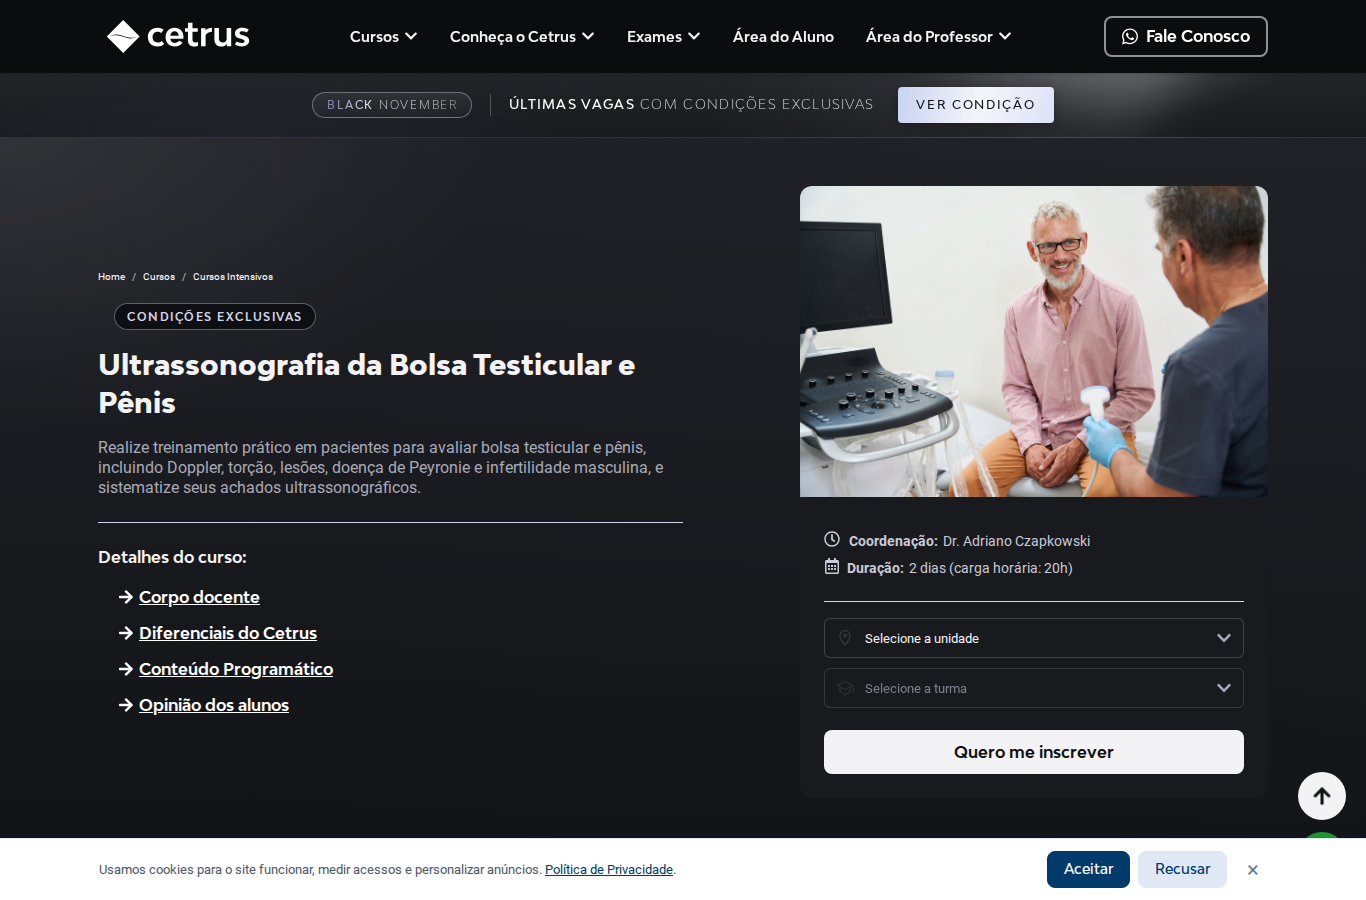 cetrus
Cursos
Conheça o Cetrus
Exames
Área do Aluno
Área do Professor
Fale Conosco
BLACK NOVEMBER
ÚLTIMAS VAGAS COM CONDIÇÕES EXCLUSIVAS
VER CONDIÇÃO
Home / Cursos / Cursos Intensivos
CONDIÇÕES EXCLUSIVAS
Ultrassonografia da Bolsa Testicular e
Pênis
Realize treinamento prático em pacientes para avaliar bolsa testicular e pênis,
incluindo Doppler, torção, lesões, doença de Peyronie e infertilidade masculina, e
sistematize seus achados ultrassonográficos.
Detalhes do curso:
Corpo docente
Diferenciais do Cetrus
Conteúdo Programático
Opinião dos alunos
Coordenação: Dr. Adriano Czapkowski
Duração: 2 dias (carga horária: 20h)
Selecione a unidade
Selecione a turma
Quero me inscrever
Usamos cookies para o site funcionar, medir acessos e personalizar anúncios. Política de Privacidade.
Aceitar
Recusar
×